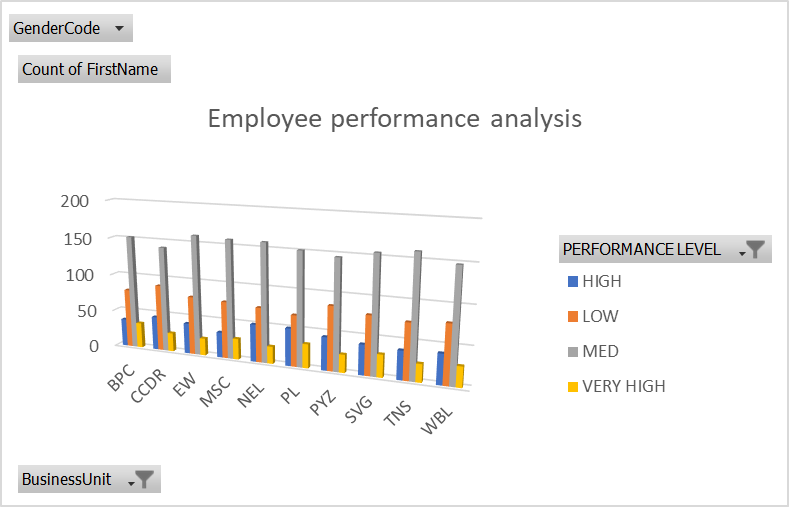 GenderCode
Count of FirstName
Employee performance analysis
200
150
100
50
0
BPC
CCDR
EW
MSC
NEL
PL
PYZ
SVG
TNS
WBL
PERFORMANCE LEVEL
HIGH
LOW
MED
VERY HIGH
BusinessUnit